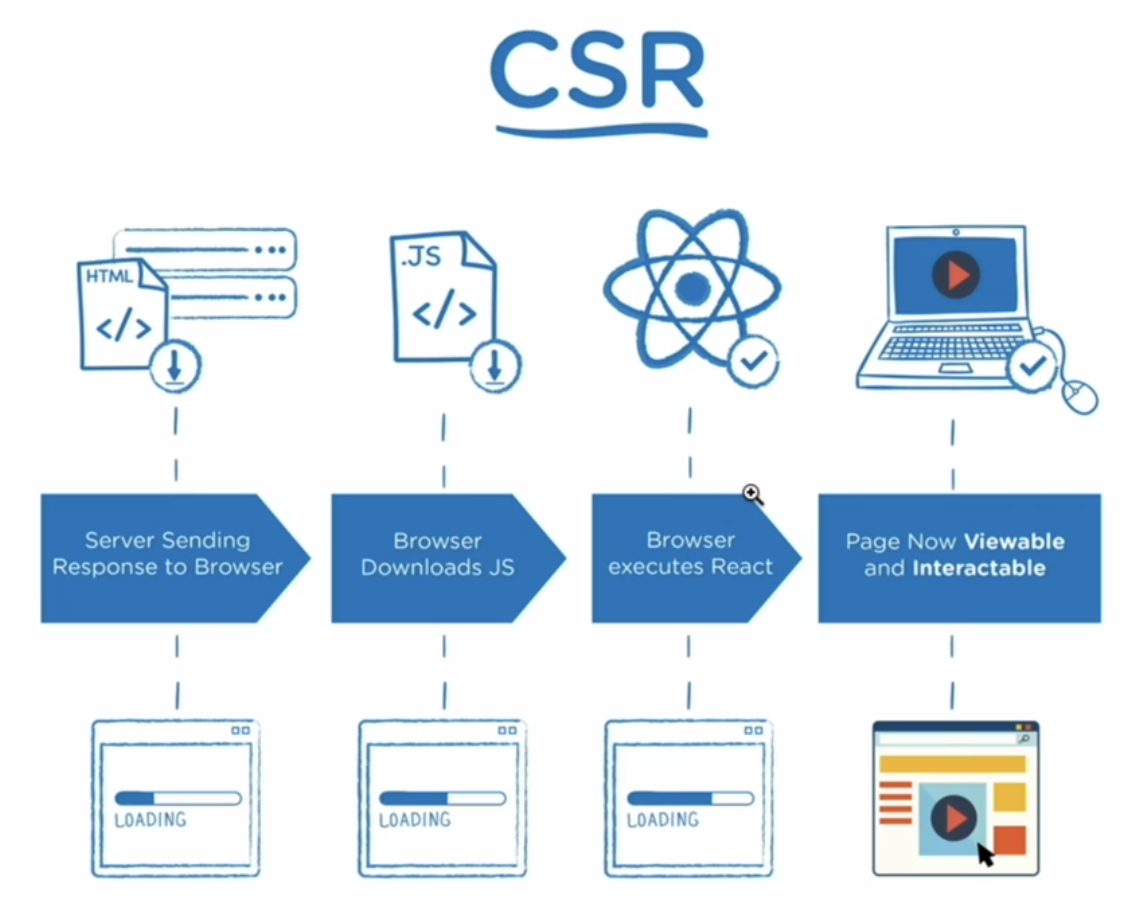 CSR
HTML
</>
.JS
</>
Server Sending
Response to Browser
Browser
Downloads JS
Browser
executes React
Page Now Viewable
and Interactable
LOADING
LOADING
LOADING